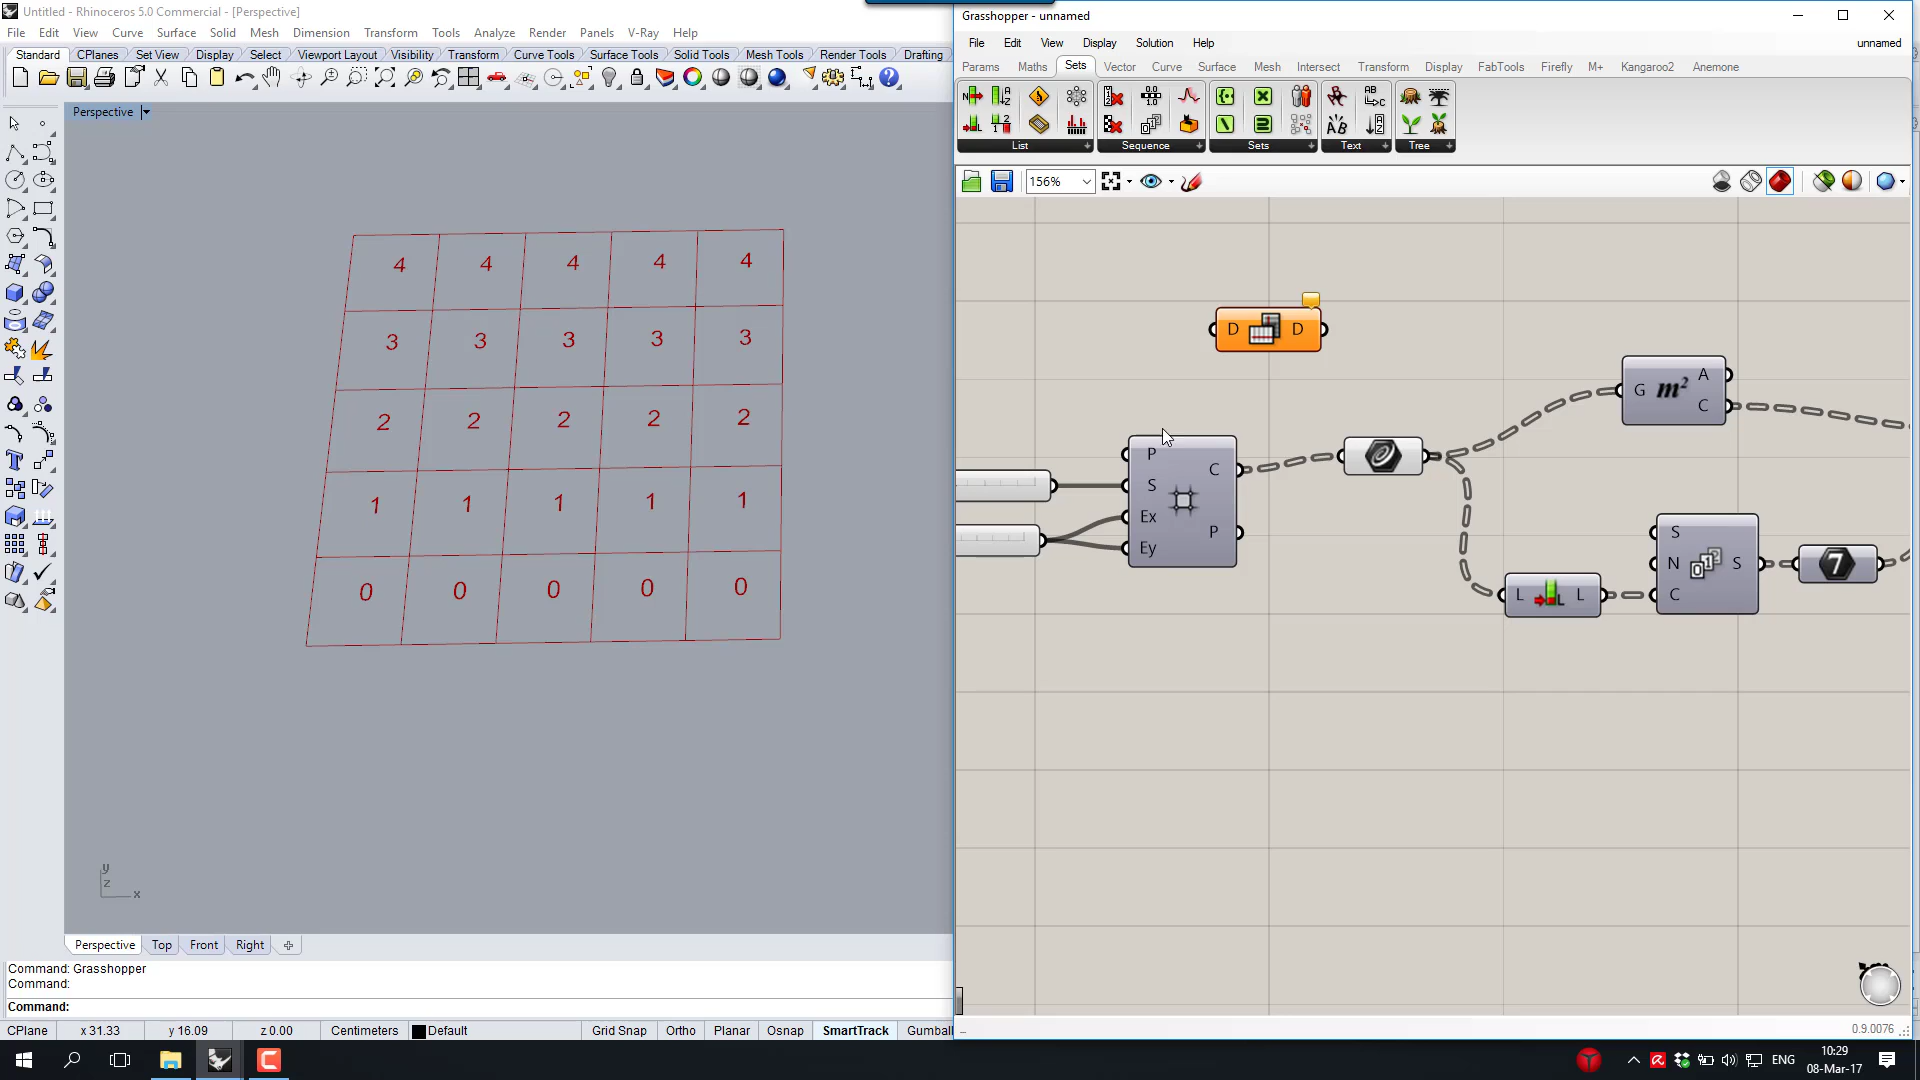 Untitled - Rhinoceros 5.0 Commercial - [Perspective]
File Edit View Curve Surface Solid Mesh Dimension Transform Tools Analyze Render Panels V-Ray Help
Standard CPlanes Set View Display Select Viewport Layout Visibility Transform Curve Tools Surface Tools Solid Tools Mesh Tools Render Tools Drafting
Perspective
4 4 4 4 4
3 3 3 3 3
2 2 2 2 2
1 1 1 1 1
0 0 0 0 0
y
z x
Perspective Top Front Right
Command: Grasshopper
Command:
Command:
CPlane x 31.33 y 16.09 z 0.00 Centimeters Default Grid Snap Ortho Planar Osnap SmartTrack Gumball
Grasshopper - unnamed
File Edit View Display Solution Help unnamed
Params Maths Sets Vector Curve Surface Mesh Intersect Transform Display FabTools Firefly M+ Kangaroo2 Anemone
List Sequence Sets Text Tree
156%
D D
P
S
Ex
Ey
C
P
G m² A
C
L L
S
N
C
S
7
0.9.0076
ENG
10:29
08-Mar-17